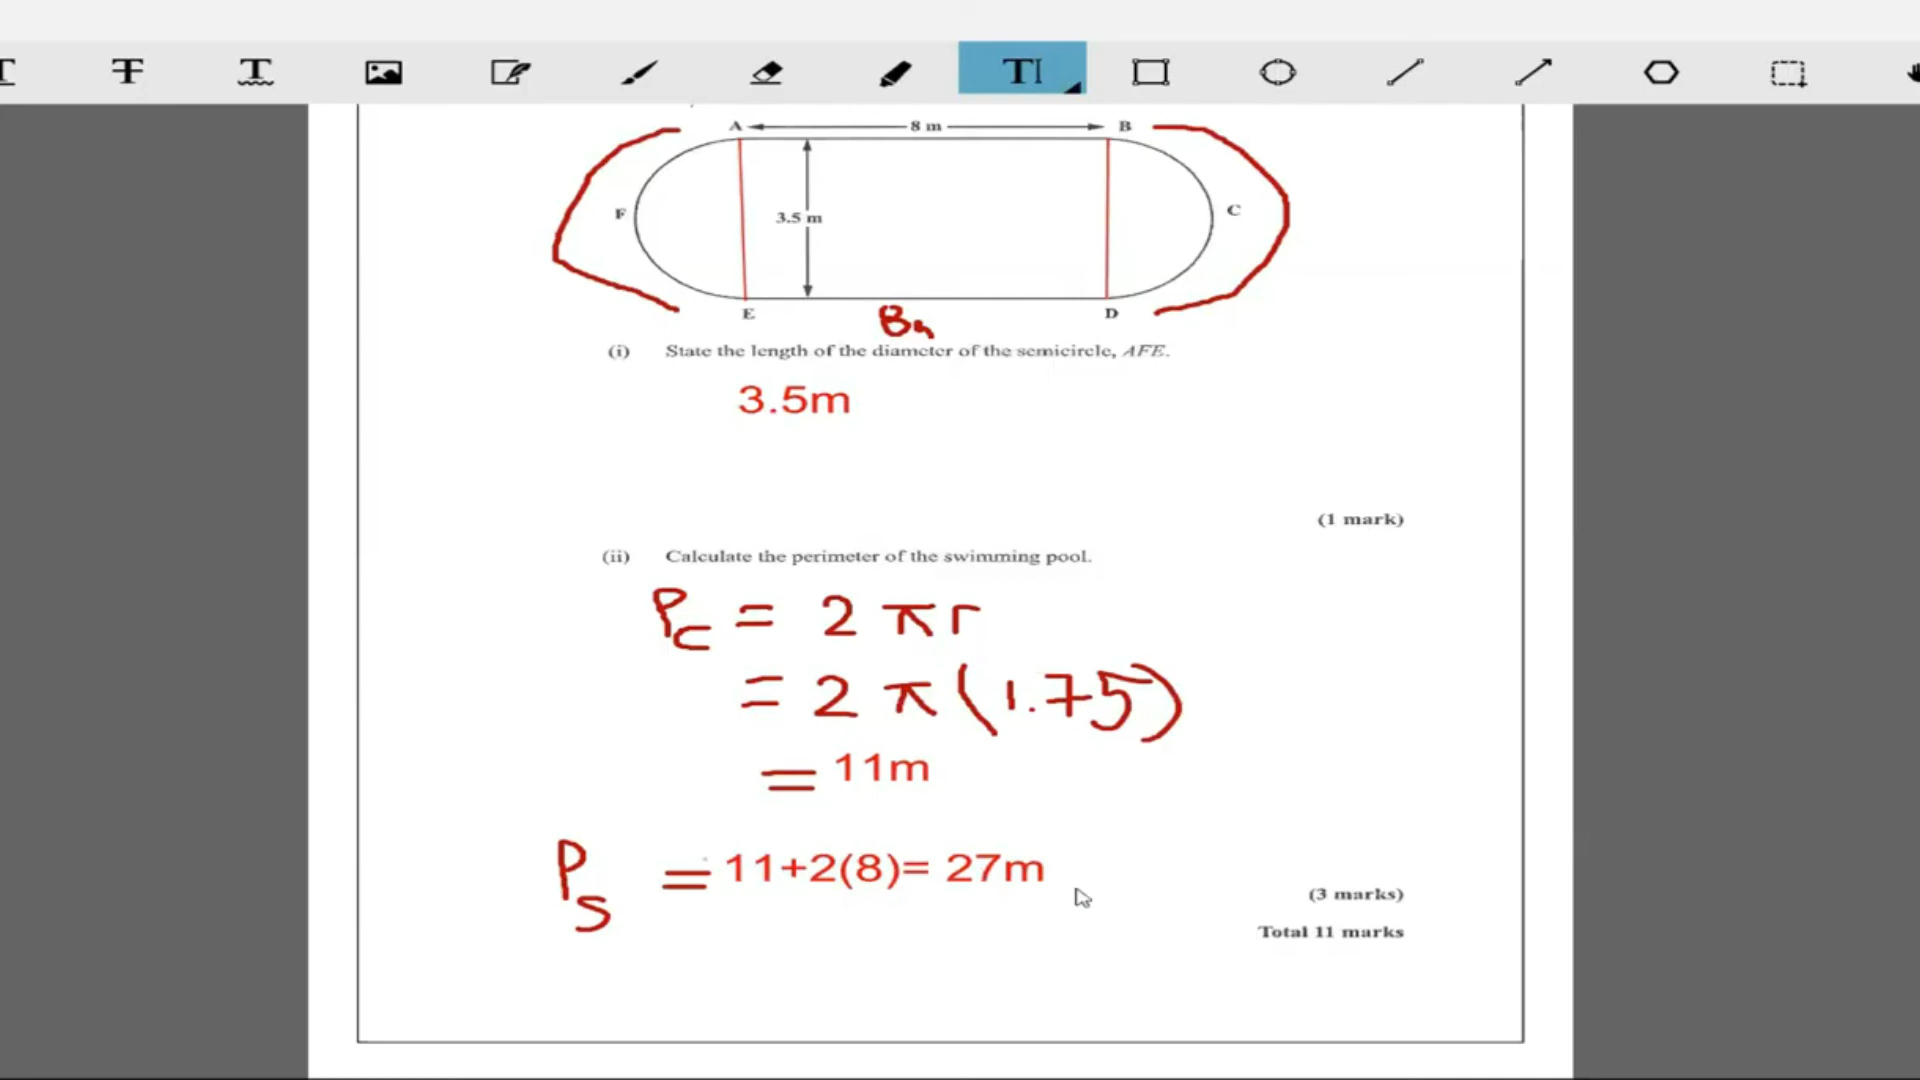 A 8 m B
F 3.5 m C
E 8m D
(i) State the length of the diameter of the semicircle, AFE.
3.5m
(1 mark)
(ii) Calculate the perimeter of the swimming pool.
Pc = 2 π r
= 2 π (1.75)
= 11m
Ps = 11+2(8)= 27m
(3 marks)
Total 11 marks